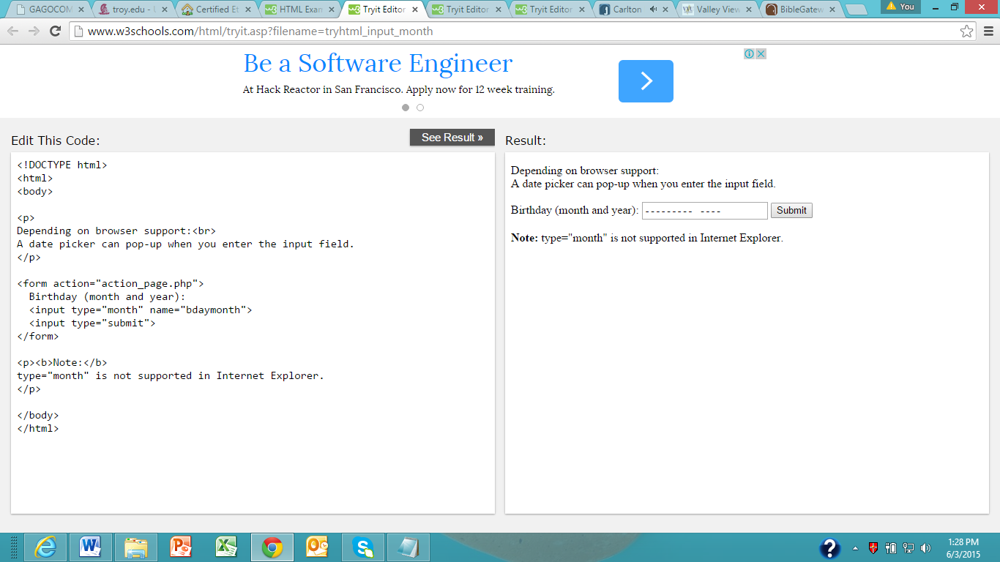 GAGOCOM
troy.edu - 
Certified Et
HTML Exam
Tryit Editor
Tryit Editor
Tryit Editor
Carlton
Valley View
BibleGatew
You
www.w3schools.com/html/tryit.asp?filename=tryhtml_input_month
Be a Software Engineer
At Hack Reactor in San Francisco. Apply now for 12 week training.
Edit This Code:
See Result »
<!DOCTYPE html>
<html>
<body>
<p>
Depending on browser support:<br>
A date picker can pop-up when you enter the input field.
</p>
<form action="action_page.php">
Birthday (month and year):
<input type="month" name="bdaymonth">
<input type="submit">
</form>
<p><b>Note:</b>
type="month" is not supported in Internet Explorer.
</p>
</body>
</html>
Result:
Depending on browser support:
A date picker can pop-up when you enter the input field.
Birthday (month and year): --------- ---- Submit
Note: type="month" is not supported in Internet Explorer.
1:28 PM
6/3/2015